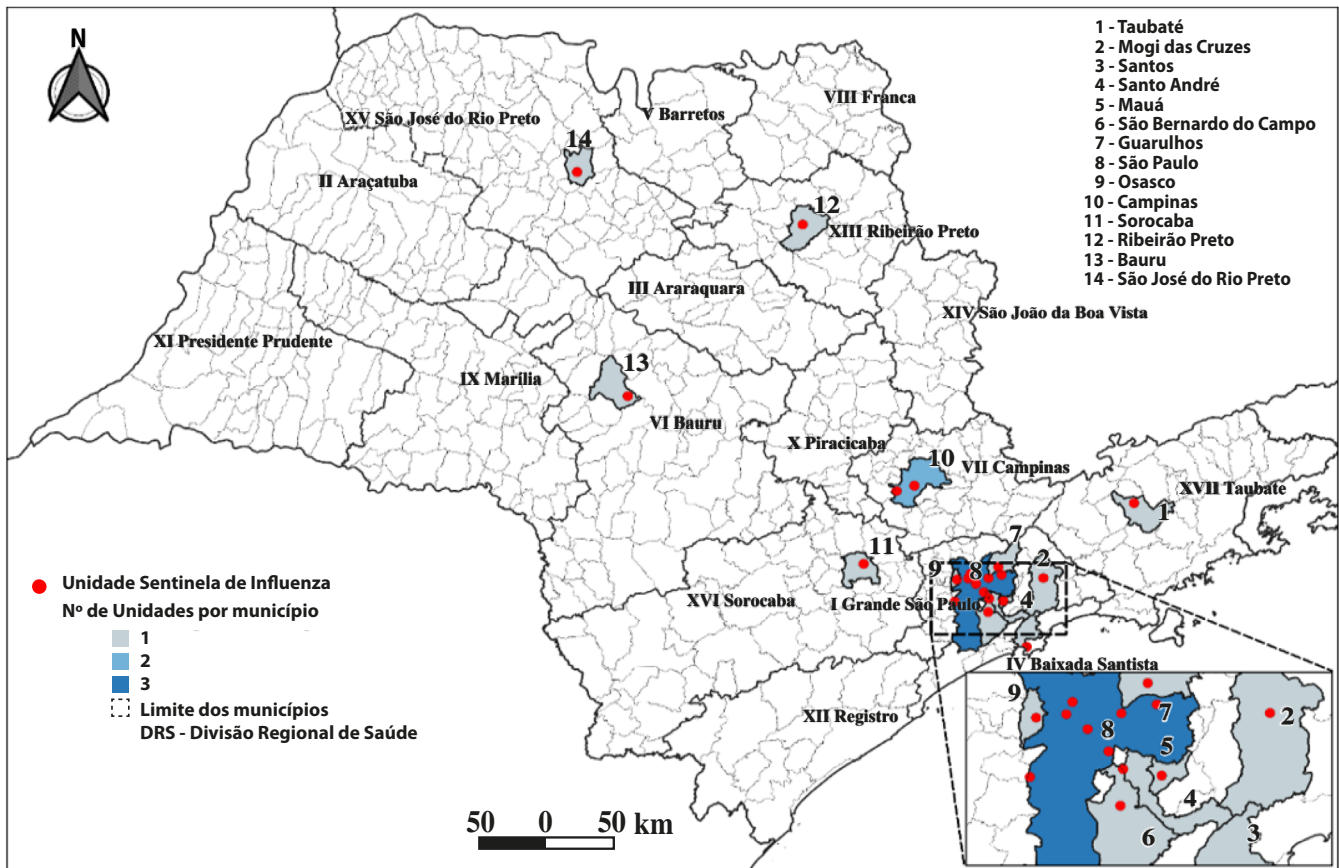 N
1 - Taubaté
2 - Mogi das Cruzes
3 - Santos
4 - Santo André
5 - Mauá
6 - São Bernardo do Campo
7 - Guarulhos
8 - São Paulo
9 - Osasco
10 - Campinas
11 - Sorocaba
12 - Ribeirão Preto
13 - Bauru
14 - São José do Rio Preto
VIII Franca
V Barretos
XV São José do Rio Preto
14
II Araçatuba
12
XIII Ribeirão Preto
III Araraquara
XIV São João da Boa Vista
XI Presidente Prudente
13
IX Marília
VI Bauru
X Piracicaba
10
VII Campinas
XVII Taubate
1
11
7
9
8
2
XVI Sorocaba
I Grande São Paulo
4
IV Baixada Santista
XII Registro
Unidade Sentinela de Influenza
Nº de Unidades por município
1
2
3
Limite dos municípios
DRS - Divisão Regional de Saúde
50 0 50 km
9
7
2
8
5
4
6
3